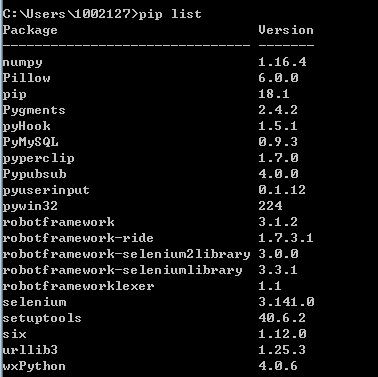 C:\Users\1002127>pip list
Package Version
------------------------------- --------
numpy 1.16.4
Pillow 6.0.0
pip 18.1
Pygments 2.4.2
pyHook 1.5.1
PyMySQL 0.9.3
pyperclip 1.7.0
Pypubsub 4.0.0
pyuserinput 0.1.12
pywin32 224
robotframework 3.1.2
robotframework-ride 1.7.3.1
robotframework-selenium2library 3.0.0
robotframework-seleniumlibrary 3.3.1
robotframeworklexer 1.1
selenium 3.141.0
setuptools 40.6.2
six 1.12.0
urllib3 1.25.3
wxPython 4.0.6